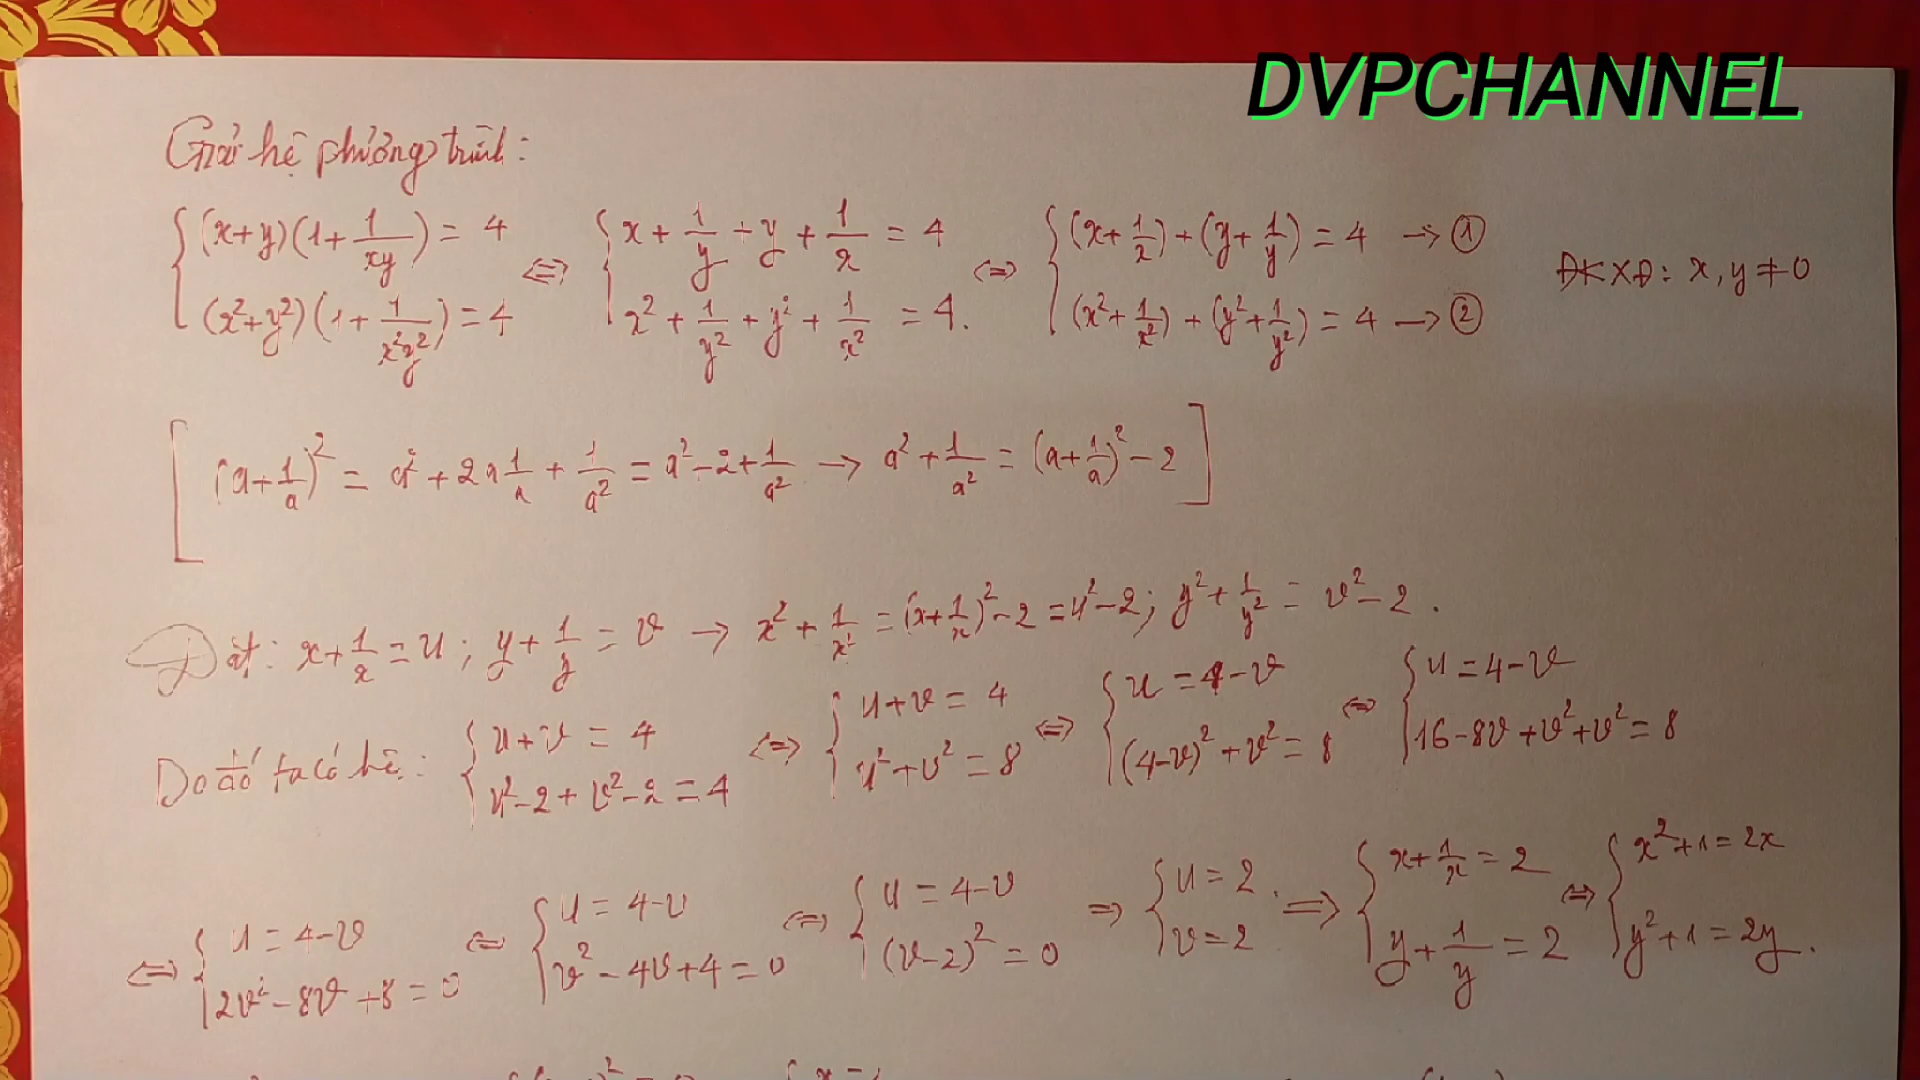 DVPCHANNEL
Giải hệ phương trình:
{ (x+y)(1+1/xy) = 4 ; (x²+y²)(1+1/x²y²) = 4 ⇔ { x + 1/y + y + 1/x = 4 ; x² + 1/y² + y² + 1/x² = 4. ⇔ { (x+1/x) + (y+1/y) = 4 → ① ; (x²+1/x²) + (y²+1/y²) = 4 → ② ĐKXĐ: x, y ≠ 0
[ (a+1/a)² = a² + 2a 1/a + 1/a² = a² - 2 + 1/a² → a² + 1/a² = (a+1/a)² - 2 ]
Đặt: x + 1/x = u ; y + 1/y = v → x² + 1/x² = (x+1/x)² - 2 = u² - 2 ; y² + 1/y² = v² - 2 .
Do đó ta có hệ: { u+v = 4 ; u²-2 + v²-2 = 4 ⇔ { u+v = 4 ; u²+v² = 8 ⇔ { u = 4-v ; (4-v)² + v² = 8 ⇔ { u = 4-v ; 16-8v+v²+v² = 8
⇔ { u = 4-v ; 2v²-8v+8 = 0 ⇔ { u = 4-v ; v²-4v+4 = 0 ⇔ { u = 4-v ; (v-2)² = 0 ⇒ { u = 2 ; v = 2 . ⇒ { x + 1/x = 2 ; y + 1/y = 2 ⇔ { x²+1 = 2x ; y²+1 = 2y .